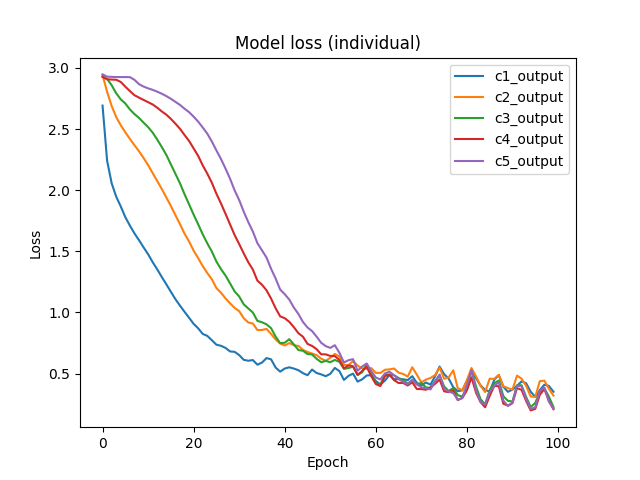 Model loss (individual)
3.0
2.5
2.0
1.5
1.0
0.5
Loss
c1_output
c2_output
c3_output
c4_output
c5_output
0 20 40 60 80 100
Epoch